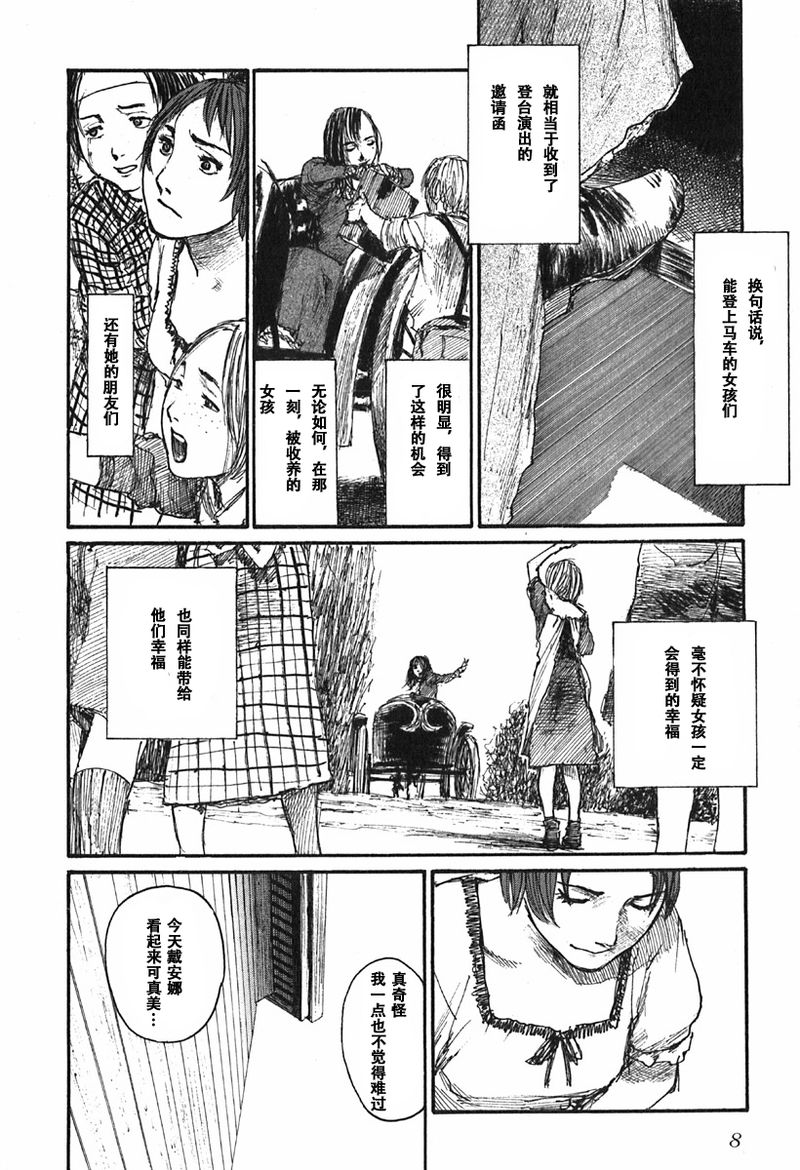 换句话说，
能登上马车的女孩们
就相当于收到了
登台演出的
邀请函
很明显，得到
了这样的机会
无论如何，在那
一刻，被收养的
女孩
还有她的朋友们
毫不怀疑女孩一定
会得到的幸福
也同样能带给
他们幸福
真奇怪
我一点也不觉得难过
今天戴安娜
看起来可真美…
8